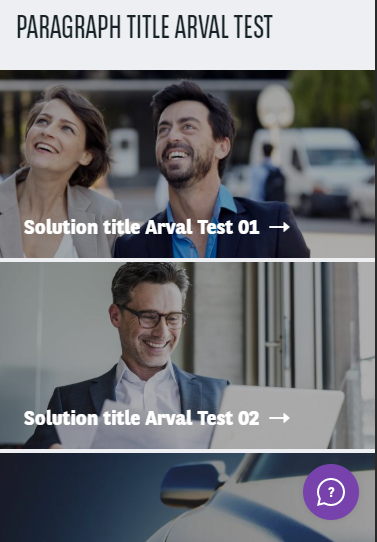 PARAGRAPH TITLE ARVAL TEST
Solution title Arval Test 01 →
Solution title Arval Test 02 →
?